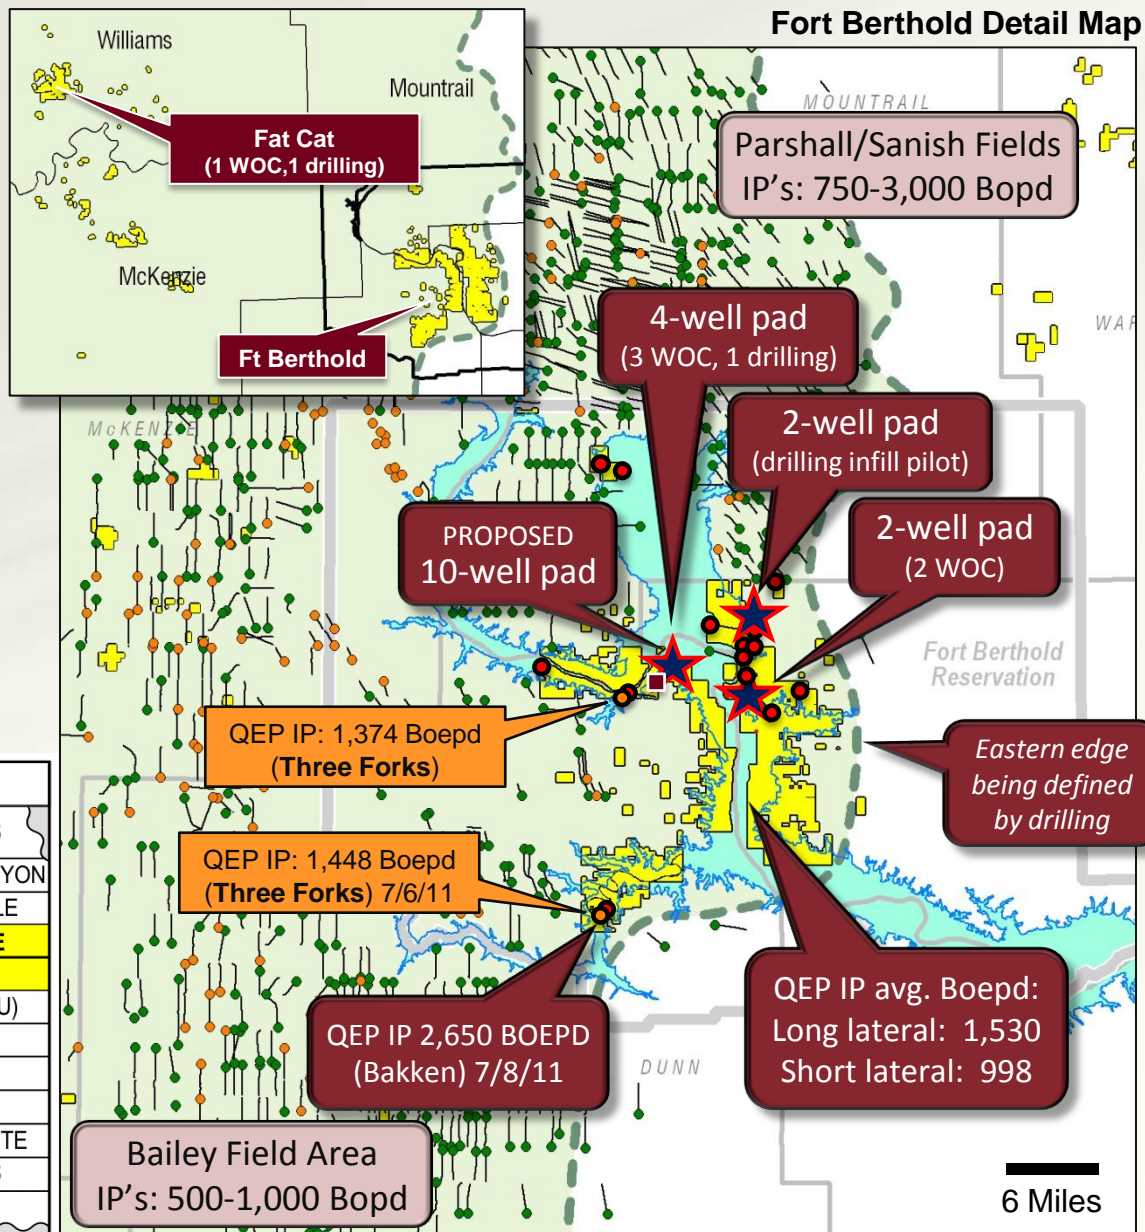 Fort Berthold Detail Map
Williams
Mountrail
Fat Cat
(1 WOC,1 drilling)
McKenzie
Ft Berthold
MOUNTRAIL
Parshall/Sanish Fields
IP's: 750-3,000 Bopd
4-well pad
(3 WOC, 1 drilling)
WAR
McKENZIE
2-well pad
(drilling infill pilot)
PROPOSED
10-well pad
2-well pad
(2 WOC)
Fort Berthold
Reservation
QEP IP: 1,374 Boepd
(Three Forks)
Eastern edge
being defined
by drilling
QEP IP: 1,448 Boepd
(Three Forks) 7/6/11
YON
LE
E
U)
TE
QEP IP avg. Boepd:
Long lateral: 1,530
Short lateral: 998
QEP IP 2,650 BOEPD
(Bakken) 7/8/11
DUNN
Bailey Field Area
IP's: 500-1,000 Bopd
6 Miles